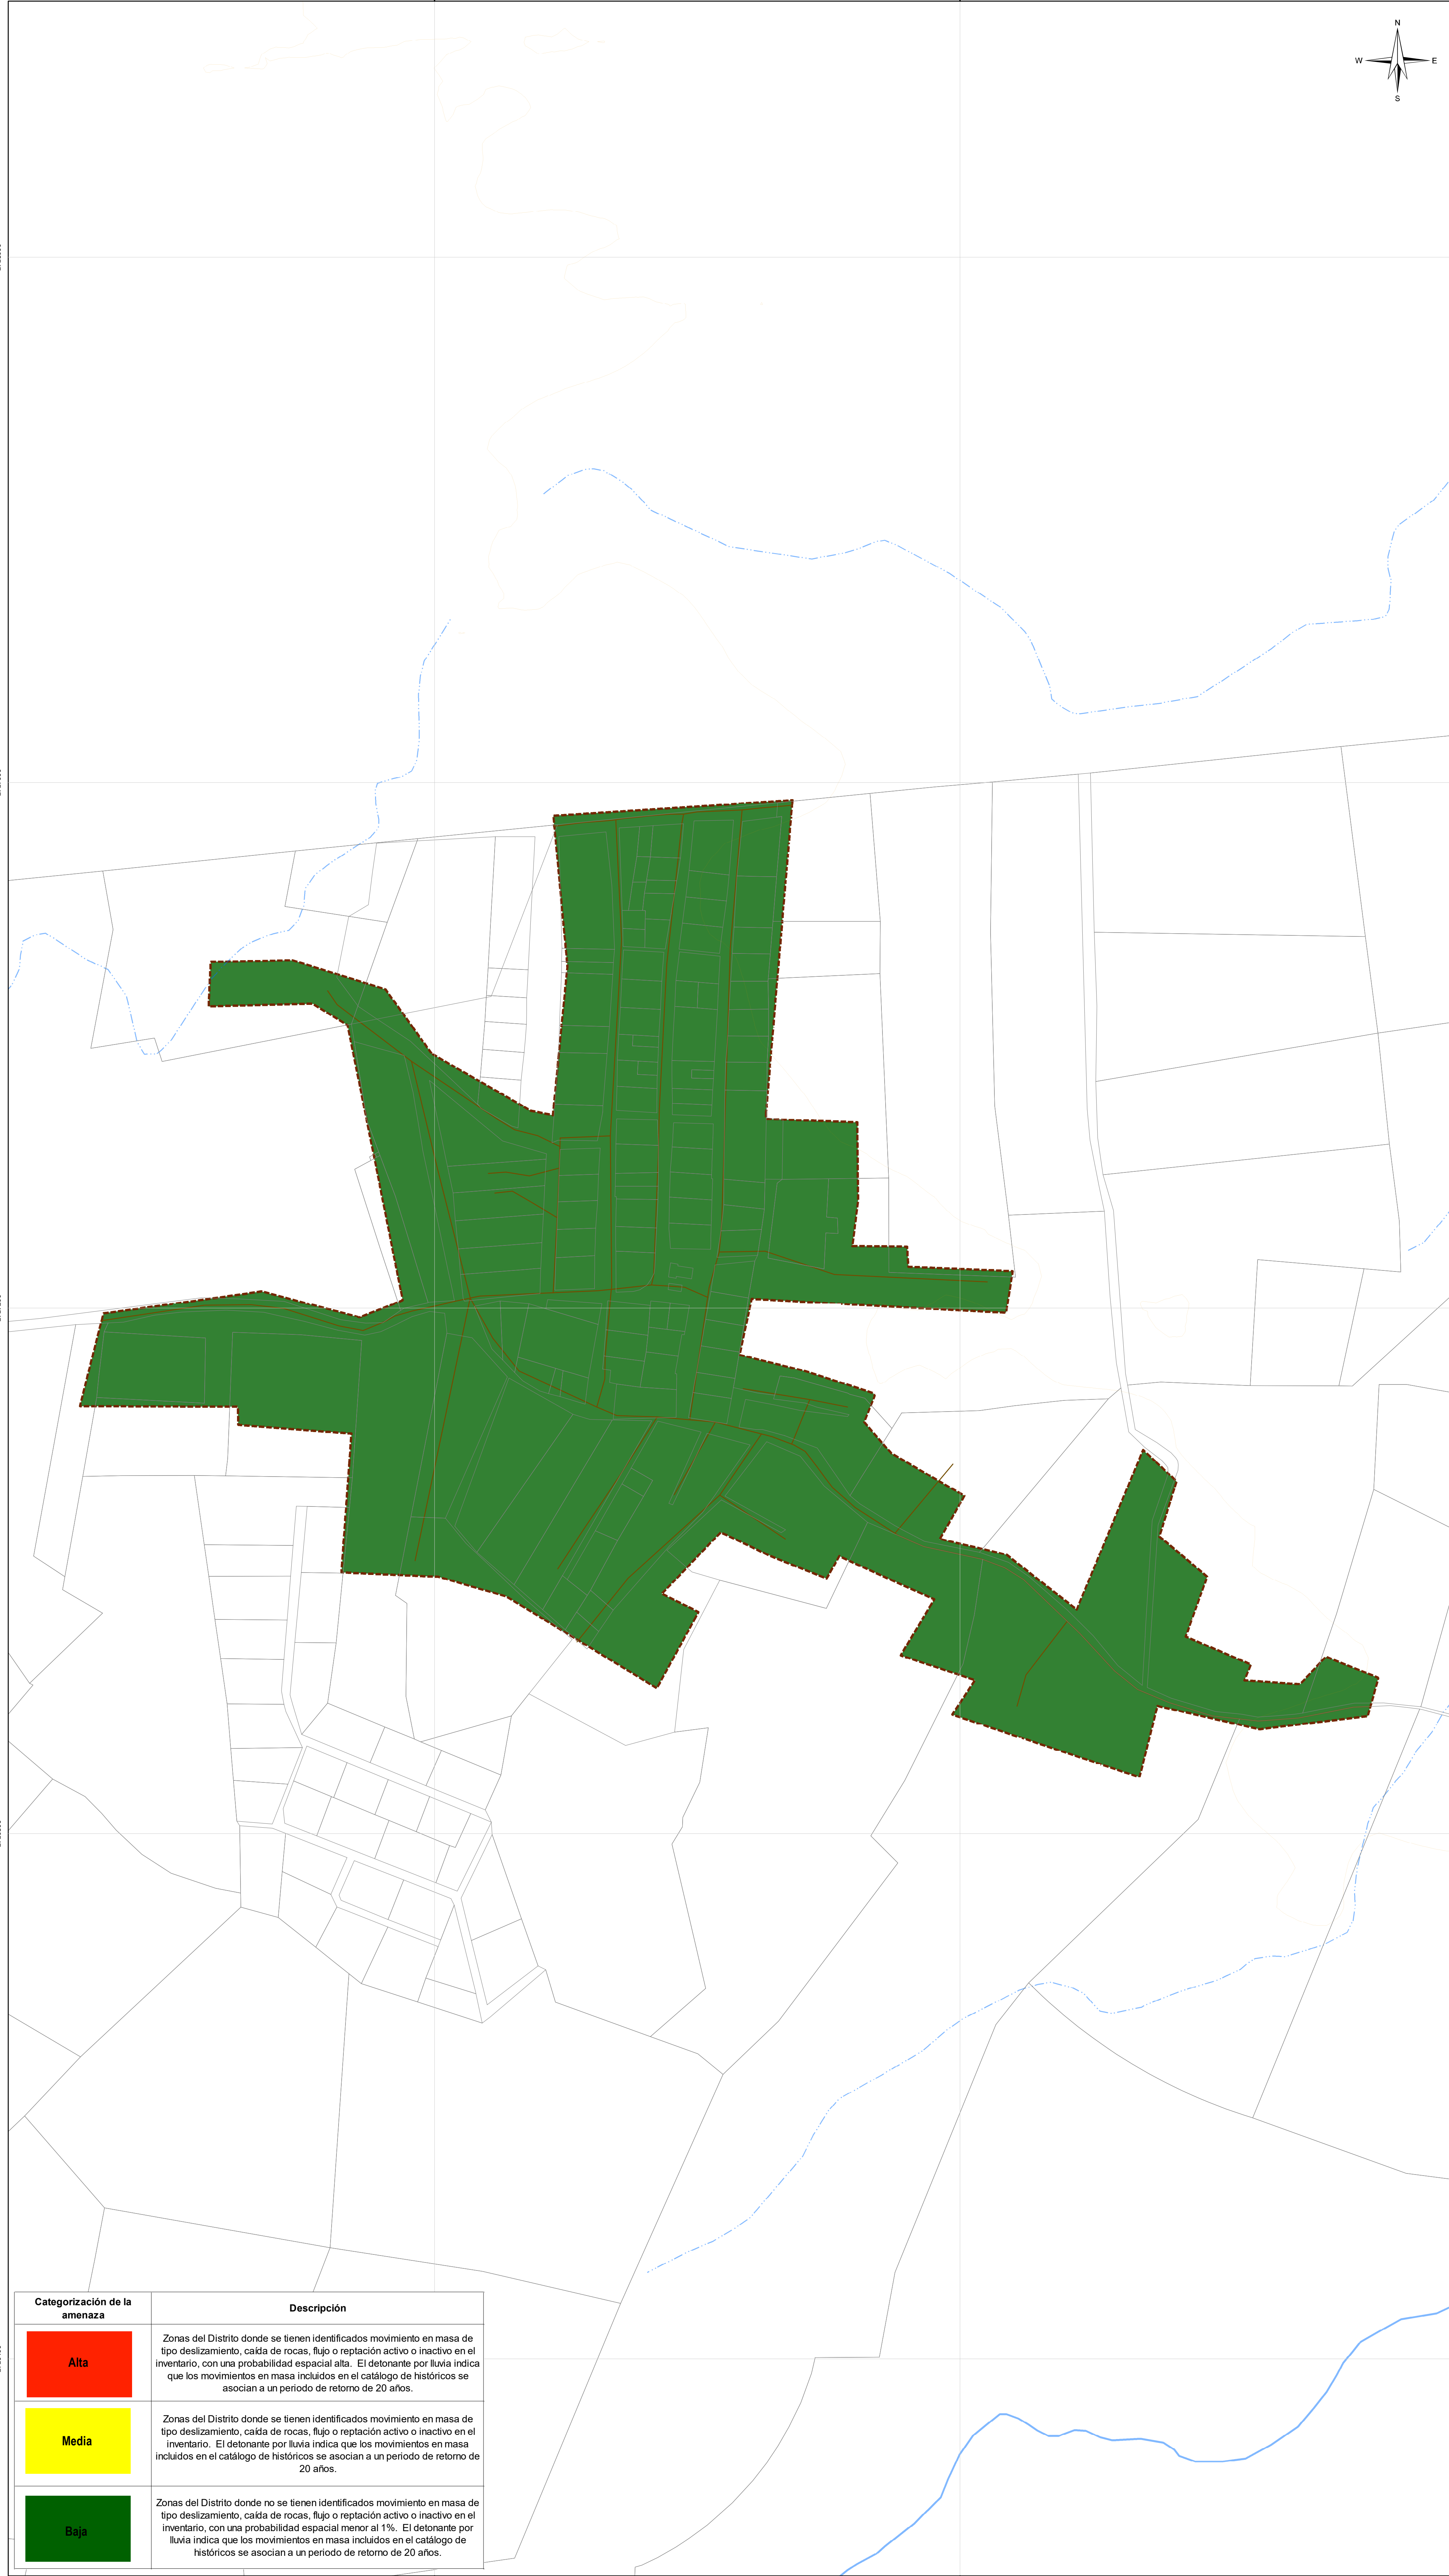 N
W E
S
Categorización de la
amenaza
Descripción
Alta
Zonas del Distrito donde se tienen identificados movimiento en masa de
tipo deslizamiento, caída de rocas, flujo o reptación activo o inactivo en el
inventario, con una probabilidad espacial alta. El detonante por lluvia indica
que los movimientos en masa incluidos en el catálogo de históricos se
asocian a un periodo de retorno de 20 años.
Media
Zonas del Distrito donde se tienen identificados movimiento en masa de
tipo deslizamiento, caída de rocas, flujo o reptación activo o inactivo en el
inventario. El detonante por lluvia indica que los movimientos en masa
incluidos en el catálogo de históricos se asocian a un periodo de retorno de
20 años.
Baja
Zonas del Distrito donde no se tienen identificados movimiento en masa de
tipo deslizamiento, caída de rocas, flujo o reptación activo o inactivo en el
inventario, con una probabilidad espacial menor al 1%. El detonante por
lluvia indica que los movimientos en masa incluidos en el catálogo de
históricos se asocian a un periodo de retorno de 20 años.